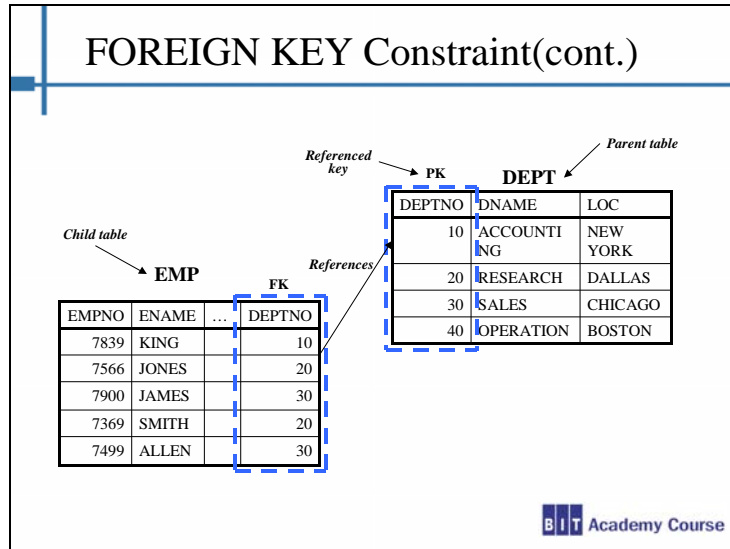 FOREIGN KEY Constraint(cont.)
Parent table
Referenced
key
PK
DEPT
DEPTNO DNAME LOC
10 ACCOUNTI
NG NEW
YORK
20 RESEARCH DALLAS
30 SALES CHICAGO
40 OPERATION BOSTON
Child table
EMP
References
FK
EMPNO ENAME … DEPTNO
7839 KING 10
7566 JONES 20
7900 JAMES 30
7369 SMITH 20
7499 ALLEN 30
BIT Academy Course